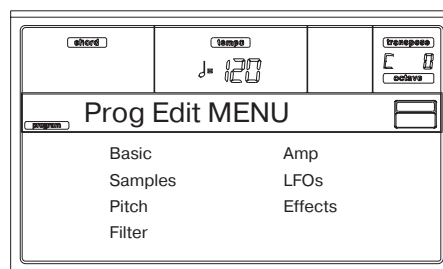 chord
tempo
transpose
♩= 120
C 0
octave
program
Prog Edit MENU
Basic
Amp
Samples
LFOs
Pitch
Effects
Filter